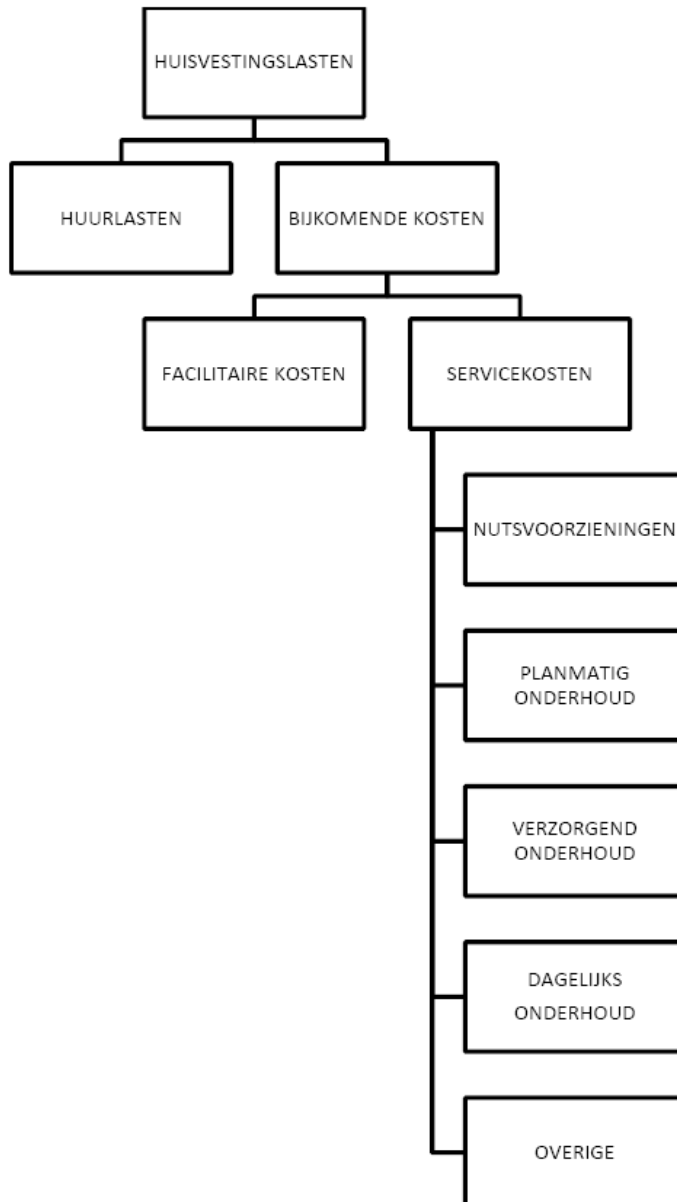 HUISVESTINGSLASTEN
HUURLASTEN
BIJKOMENDE KOSTEN
FACILITAIRE KOSTEN
SERVICEKOSTEN
NUTSVOORZIENINGEN
PLANMATIG
ONDERHOUD
VERZORGEND
ONDERHOUD
DAGELIJKS
ONDERHOUD
OVERIGE